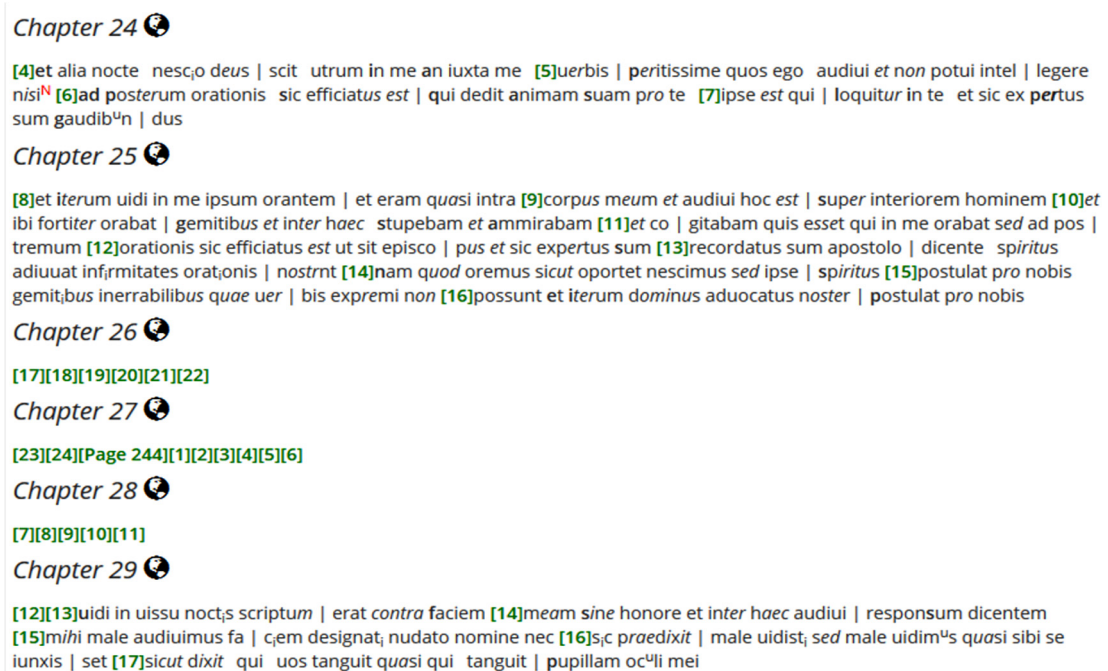 Chapter 24
[4]et alia nocte nescio deus | scit utrum in me an iuxta me [5]uerbis | peritissime quos ego audiui et non potui intel | legere
nisiN [6]ad posterum orationis sic efficiatus est | qui dedit animam suam pro te [7]ipse est qui | loquitur in te et sic ex pertus
sum gaudibun | dus
Chapter 25
[8]et iterum uidi in me ipsum orantem | et eram quasi intra [9]corpus meum et audiui hoc est | super interiorem hominem [10]et
ibi fortiter orabat | gemitibus et inter haec stupebam et ammirabam [11]et co | gitabam quis esset qui in me orabat sed ad pos |
tremum [12]orationis sic efficiatus est ut sit episco | pus et sic expertus sum [13]recordatus sum apostolo | dicente spiritus
adiuuat infirmitates orationis | nostrnt [14]nam quod oremus sicut oportet nescimus sed ipse | spiritus [15]postulat pro nobis
gemitibus inerrabilibus quae uer | bis expremi non [16]possunt et iterum dominus aduocatus noster | postulat pro nobis
Chapter 26
[17][18][19][20][21][22]
Chapter 27
[23][24][Page 244][1][2][3][4][5][6]
Chapter 28
[7][8][9][10][11]
Chapter 29
[12][13]uidi in uissu noctis scriptum | erat contra faciem [14]meam sine honore et inter haec audiui | responsum dicentem
[15]mihi male audiuimus fa | ciem designati nudato nomine nec [16]sic praedixit | male uidisti sed male uidimus quasi sibi se
iunxis | set [17]sicut dixit qui uos tanguit quasi qui tanguit | pupillam oculi mei